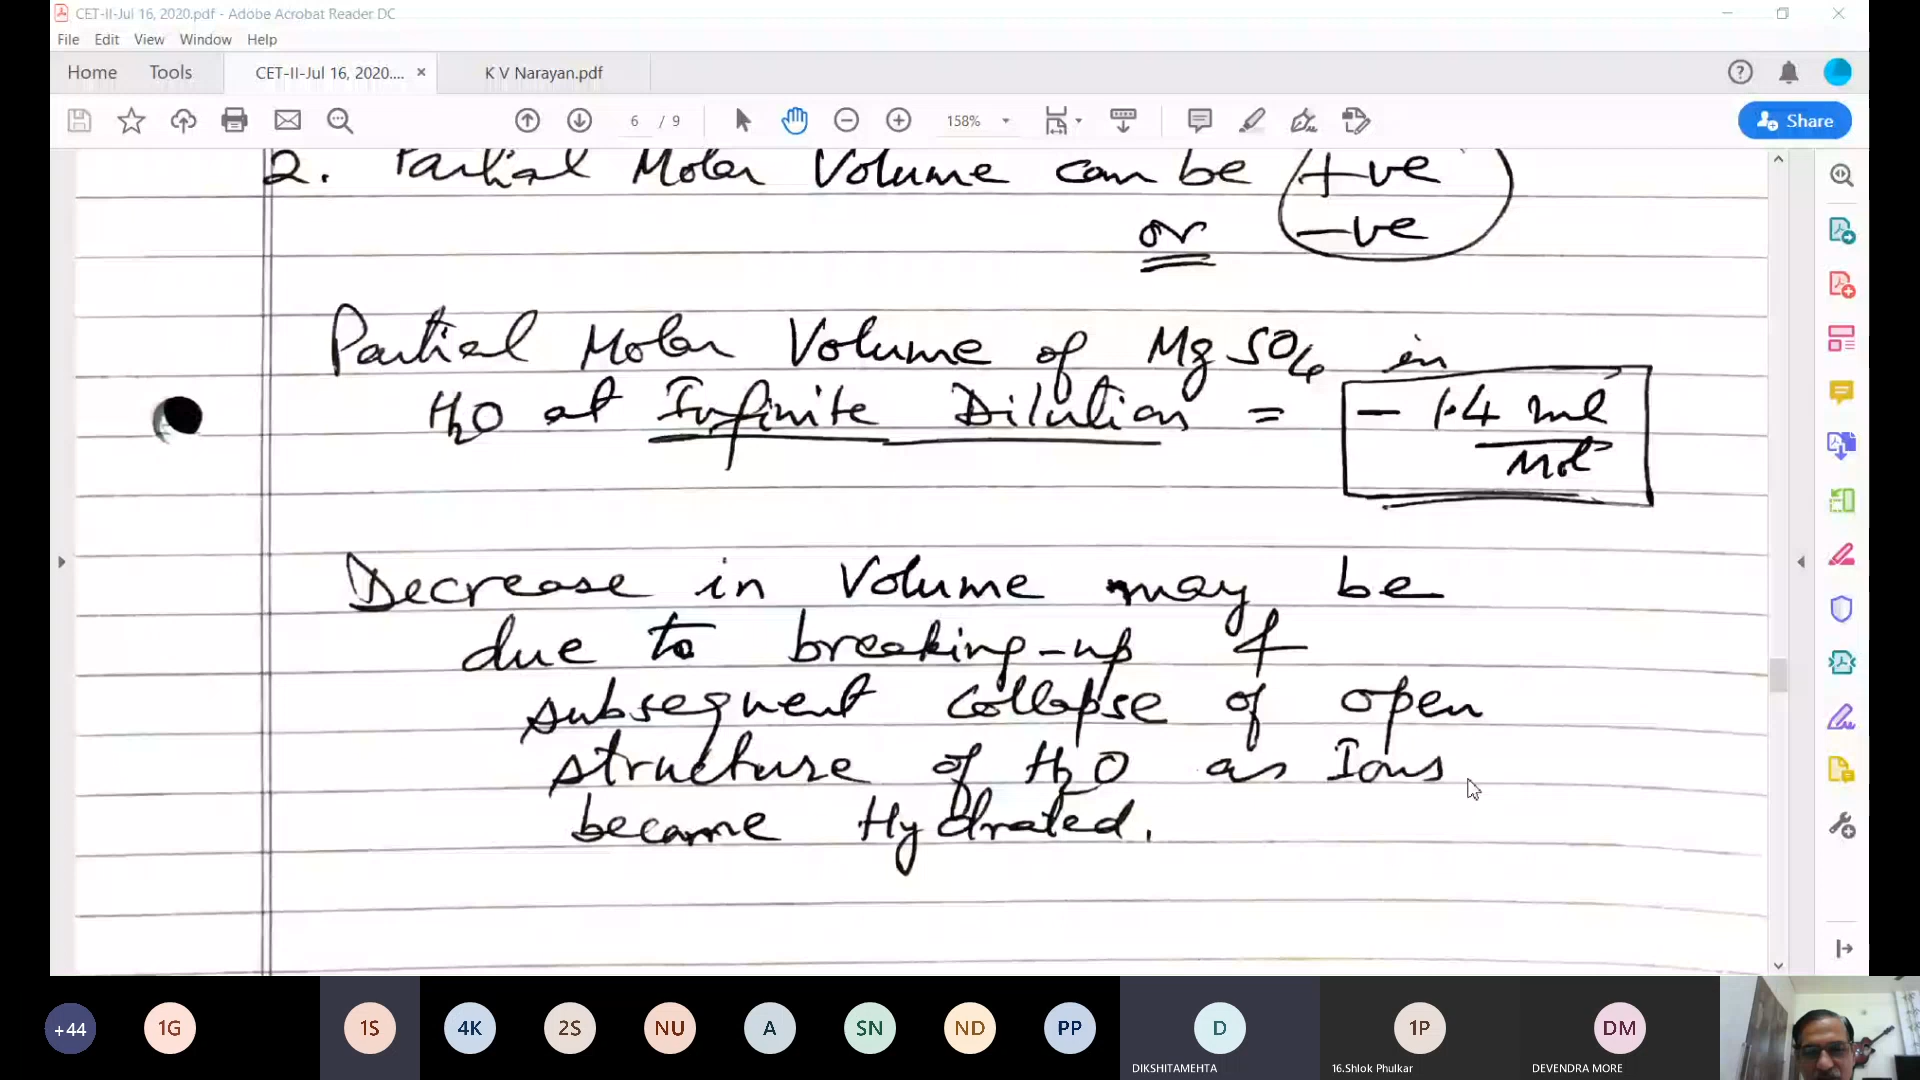 CET-II-Jul 16, 2020.pdf - Adobe Acrobat Reader DC
File Edit View Window Help
Home Tools CET-II-Jul 16, 2020.... × K V Narayan.pdf
6 / 9 158% Share
2. Partial Molar Volume can be +ve
or -ve
Partial Molar Volume of MgSO4 in
H2O at Infinite Dilution = - 1.4 ml
Mol
Decrease in Volume may be
due to breaking-up &
subsequent collapse of open
structure of H2O as Ions
became Hydrated.
+44 1G 1S 4K 2S NU A SN ND PP D 1P DM
DIKSHITAMEHTA 16.Shlok Phulkar DEVENDRA MORE